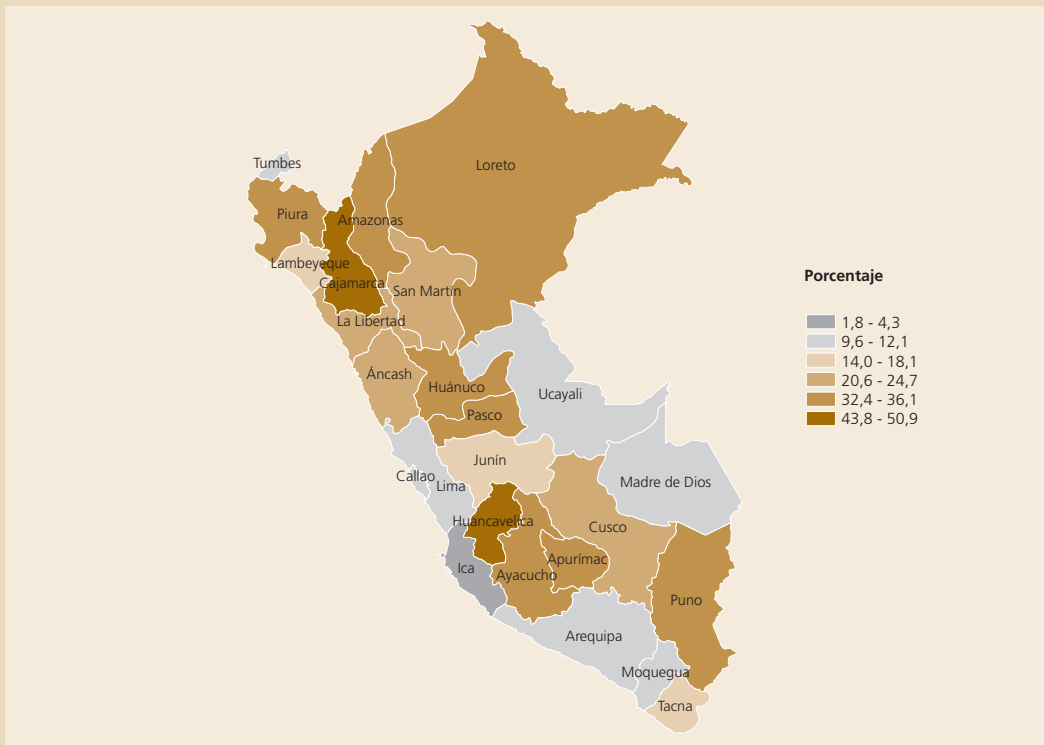 Loreto
Tumbes
Piura
Amazonas
Lambeyeque
Cajamarca
San Martín
La Libertad
Áncash
Huánuco
Ucayali
Pasco
Junín
Callao
Lima
Madre de Dios
Huancavelica
Cusco
Ica
Ayacucho
Apurímac
Puno
Arequipa
Moquegua
Tacna
Porcentaje
1,8 - 4,3
9,6 - 12,1
14,0 - 18,1
20,6 - 24,7
32,4 - 36,1
43,8 - 50,9